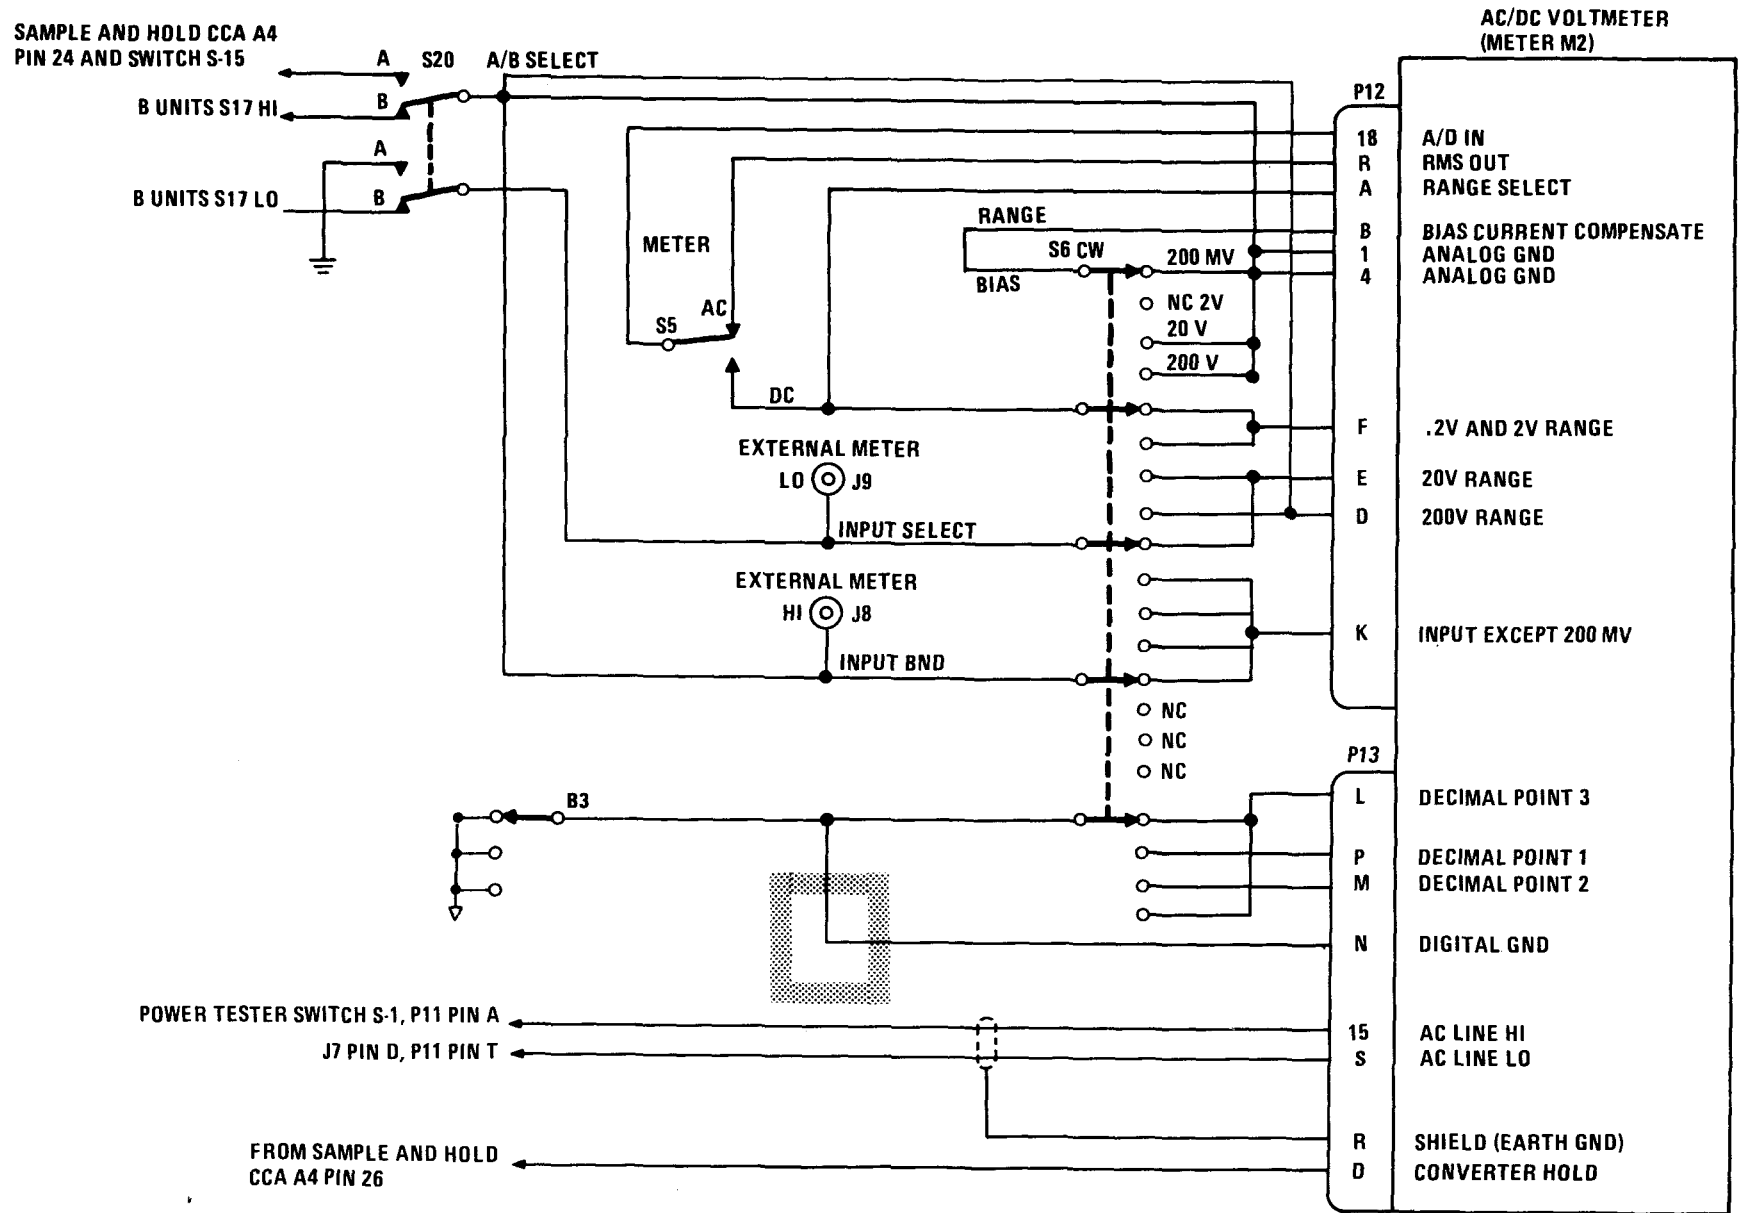 AC/DC VOLTMETER
(METER M2)
SAMPLE AND HOLD CCA A4
PIN 24 AND SWITCH S-15
A
S20
A/B SELECT
B UNITS S17 HI
B
A
B UNITS S17 LO
B
P12
18 A/D IN
R RMS OUT
A RANGE SELECT
RANGE
B BIAS CURRENT COMPENSATE
METER
S6 CW
200 MV
1 ANALOG GND
BIAS
4 ANALOG GND
AC
NC 2V
S5
20 V
200 V
DC
F .2V AND 2V RANGE
EXTERNAL METER
LO
J9
E 20V RANGE
INPUT SELECT
D 200V RANGE
EXTERNAL METER
HI
J8
K INPUT EXCEPT 200 MV
INPUT BND
NC
NC
NC
P13
B3
L DECIMAL POINT 3
P DECIMAL POINT 1
M DECIMAL POINT 2
N DIGITAL GND
POWER TESTER SWITCH S-1, P11 PIN A
15 AC LINE HI
J7 PIN D, P11 PIN T
S AC LINE LO
R SHIELD (EARTH GND)
FROM SAMPLE AND HOLD
CCA A4 PIN 26
D CONVERTER HOLD